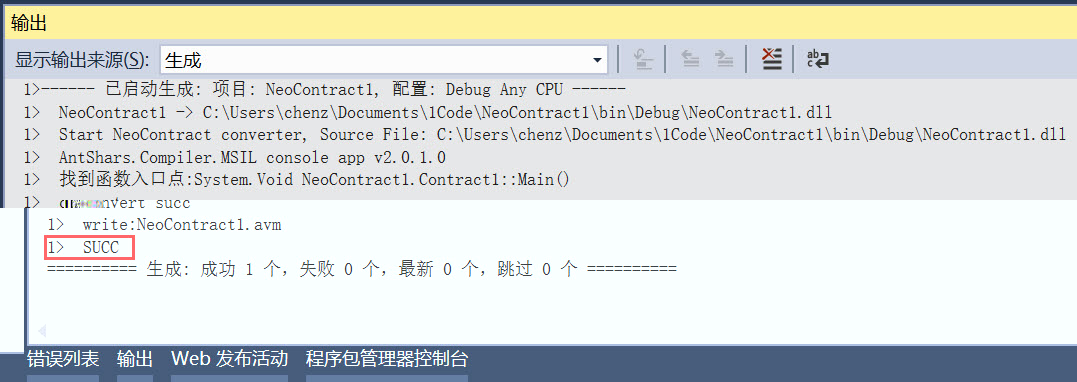 输出
显示输出来源(S): 生成
1>------ 已启动生成: 项目: NeoContract1, 配置: Debug Any CPU ------
1> NeoContract1 -> C:\Users\chenz\Documents\1Code\NeoContract1\bin\Debug\NeoContract1.dll
1> Start NeoContract converter, Source File: C:\Users\chenz\Documents\1Code\NeoContract1\bin\Debug\NeoContract1.dll
1> AntShars.Compiler.MSIL console app v2.0.1.0
1> 找到函数入口点:System.Void NeoContract1.Contract1::Main()
1> succ
1> write:NeoContract1.avm
1> SUCC
========== 生成: 成功 1 个，失败 0 个，最新 0 个，跳过 0 个 ==========
错误列表 输出 Web 发布活动 程序包管理器控制台